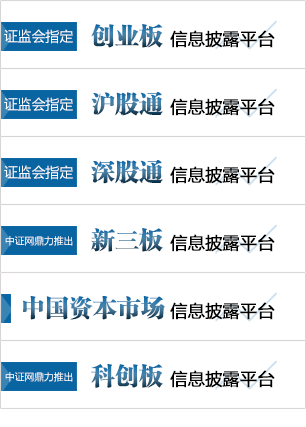 证监会指定 创业板 信息披露平台
证监会指定 沪股通 信息披露平台
证监会指定 深股通 信息披露平台
中证网鼎力推出 新三板 信息披露平台
中国资本市场 信息披露平台
中证网鼎力推出 科创板 信息披露平台